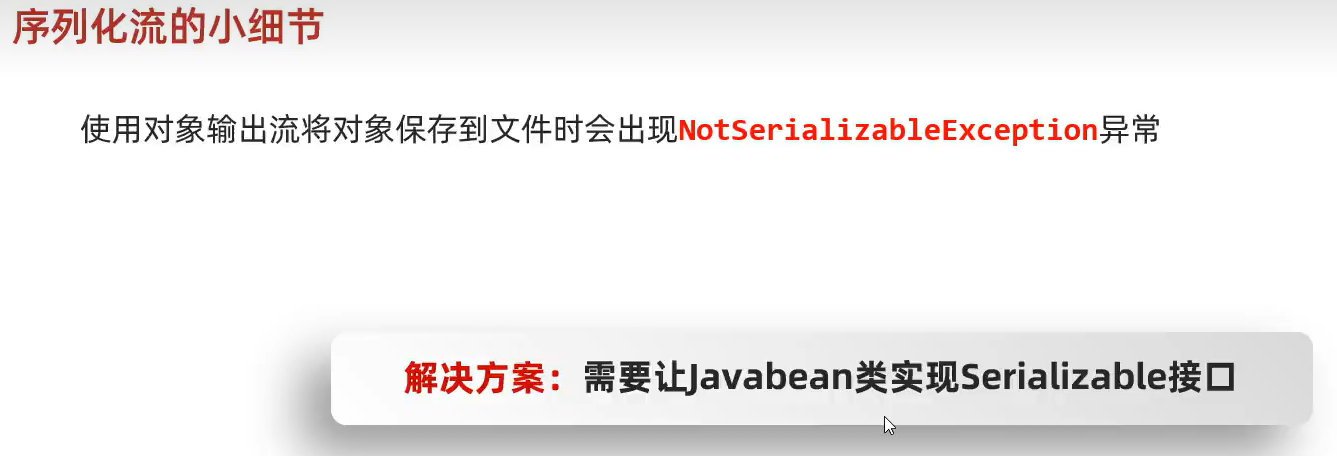 序列化流的小细节
使用对象输出流将对象保存到文件时会出现NotSerializableException异常
解决方案：需要让Javabean类实现Serializable接口